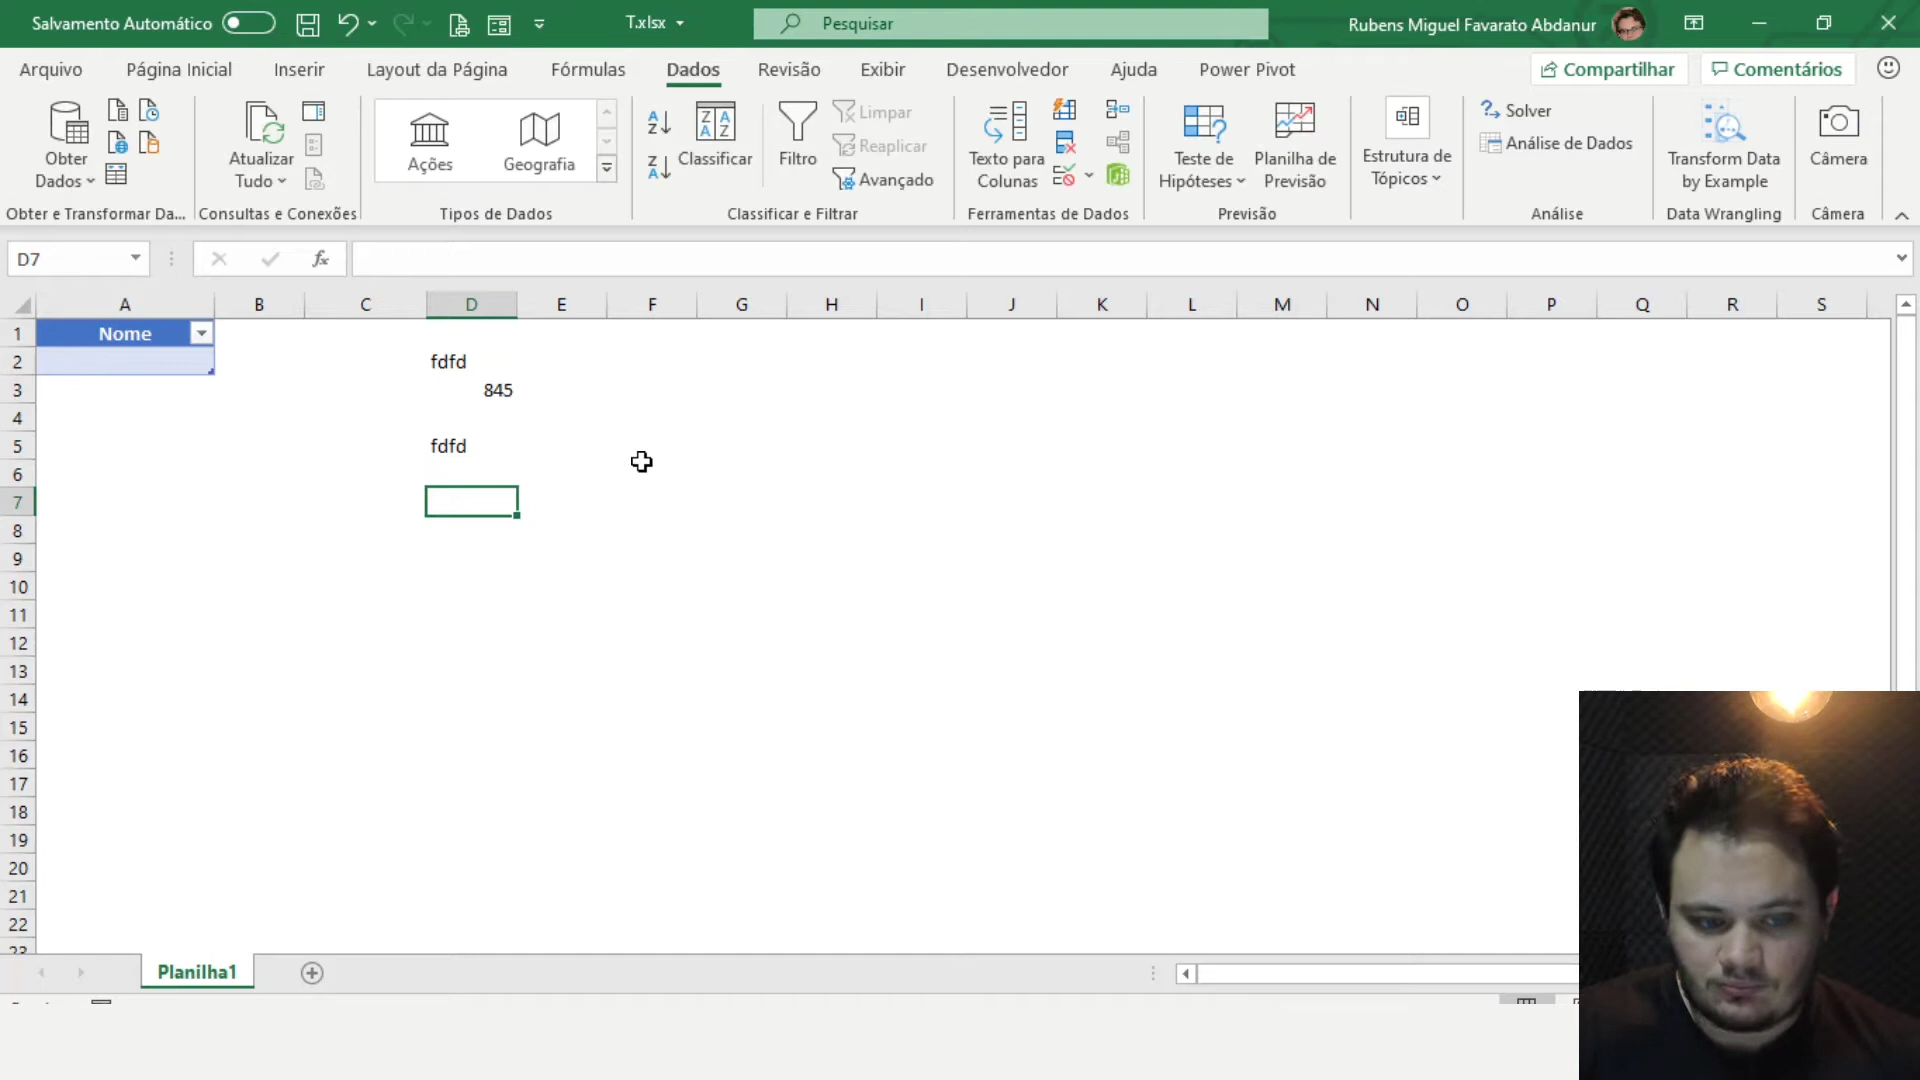 Salvamento Automático
T.xlsx
Pesquisar
Rubens Miguel Favarato Abdanur
Arquivo
Página Inicial
Inserir
Layout da Página
Fórmulas
Dados
Revisão
Exibir
Desenvolvedor
Ajuda
Power Pivot
Compartilhar
Comentários
Obter
Dados
Obter e Transformar Da...
Atualizar
Tudo
Consultas e Conexões
Ações
Geografia
Tipos de Dados
Classificar
Filtro
Limpar
Reaplicar
Avançado
Classificar e Filtrar
Texto para
Colunas
Ferramentas de Dados
Teste de
Hipóteses
Planilha de
Previsão
Previsão
Estrutura de
Tópicos
Solver
Análise de Dados
Análise
Transform Data
by Example
Data Wrangling
Câmera
Câmera
D7
fx
A B C D E F G H I J K L M N O P Q R S
1 Nome
2 fdfd
3 845
4
5 fdfd
6
7
8
9
10
11
12
13
14
15
16
17
18
19
20
21
22
23
Planilha1